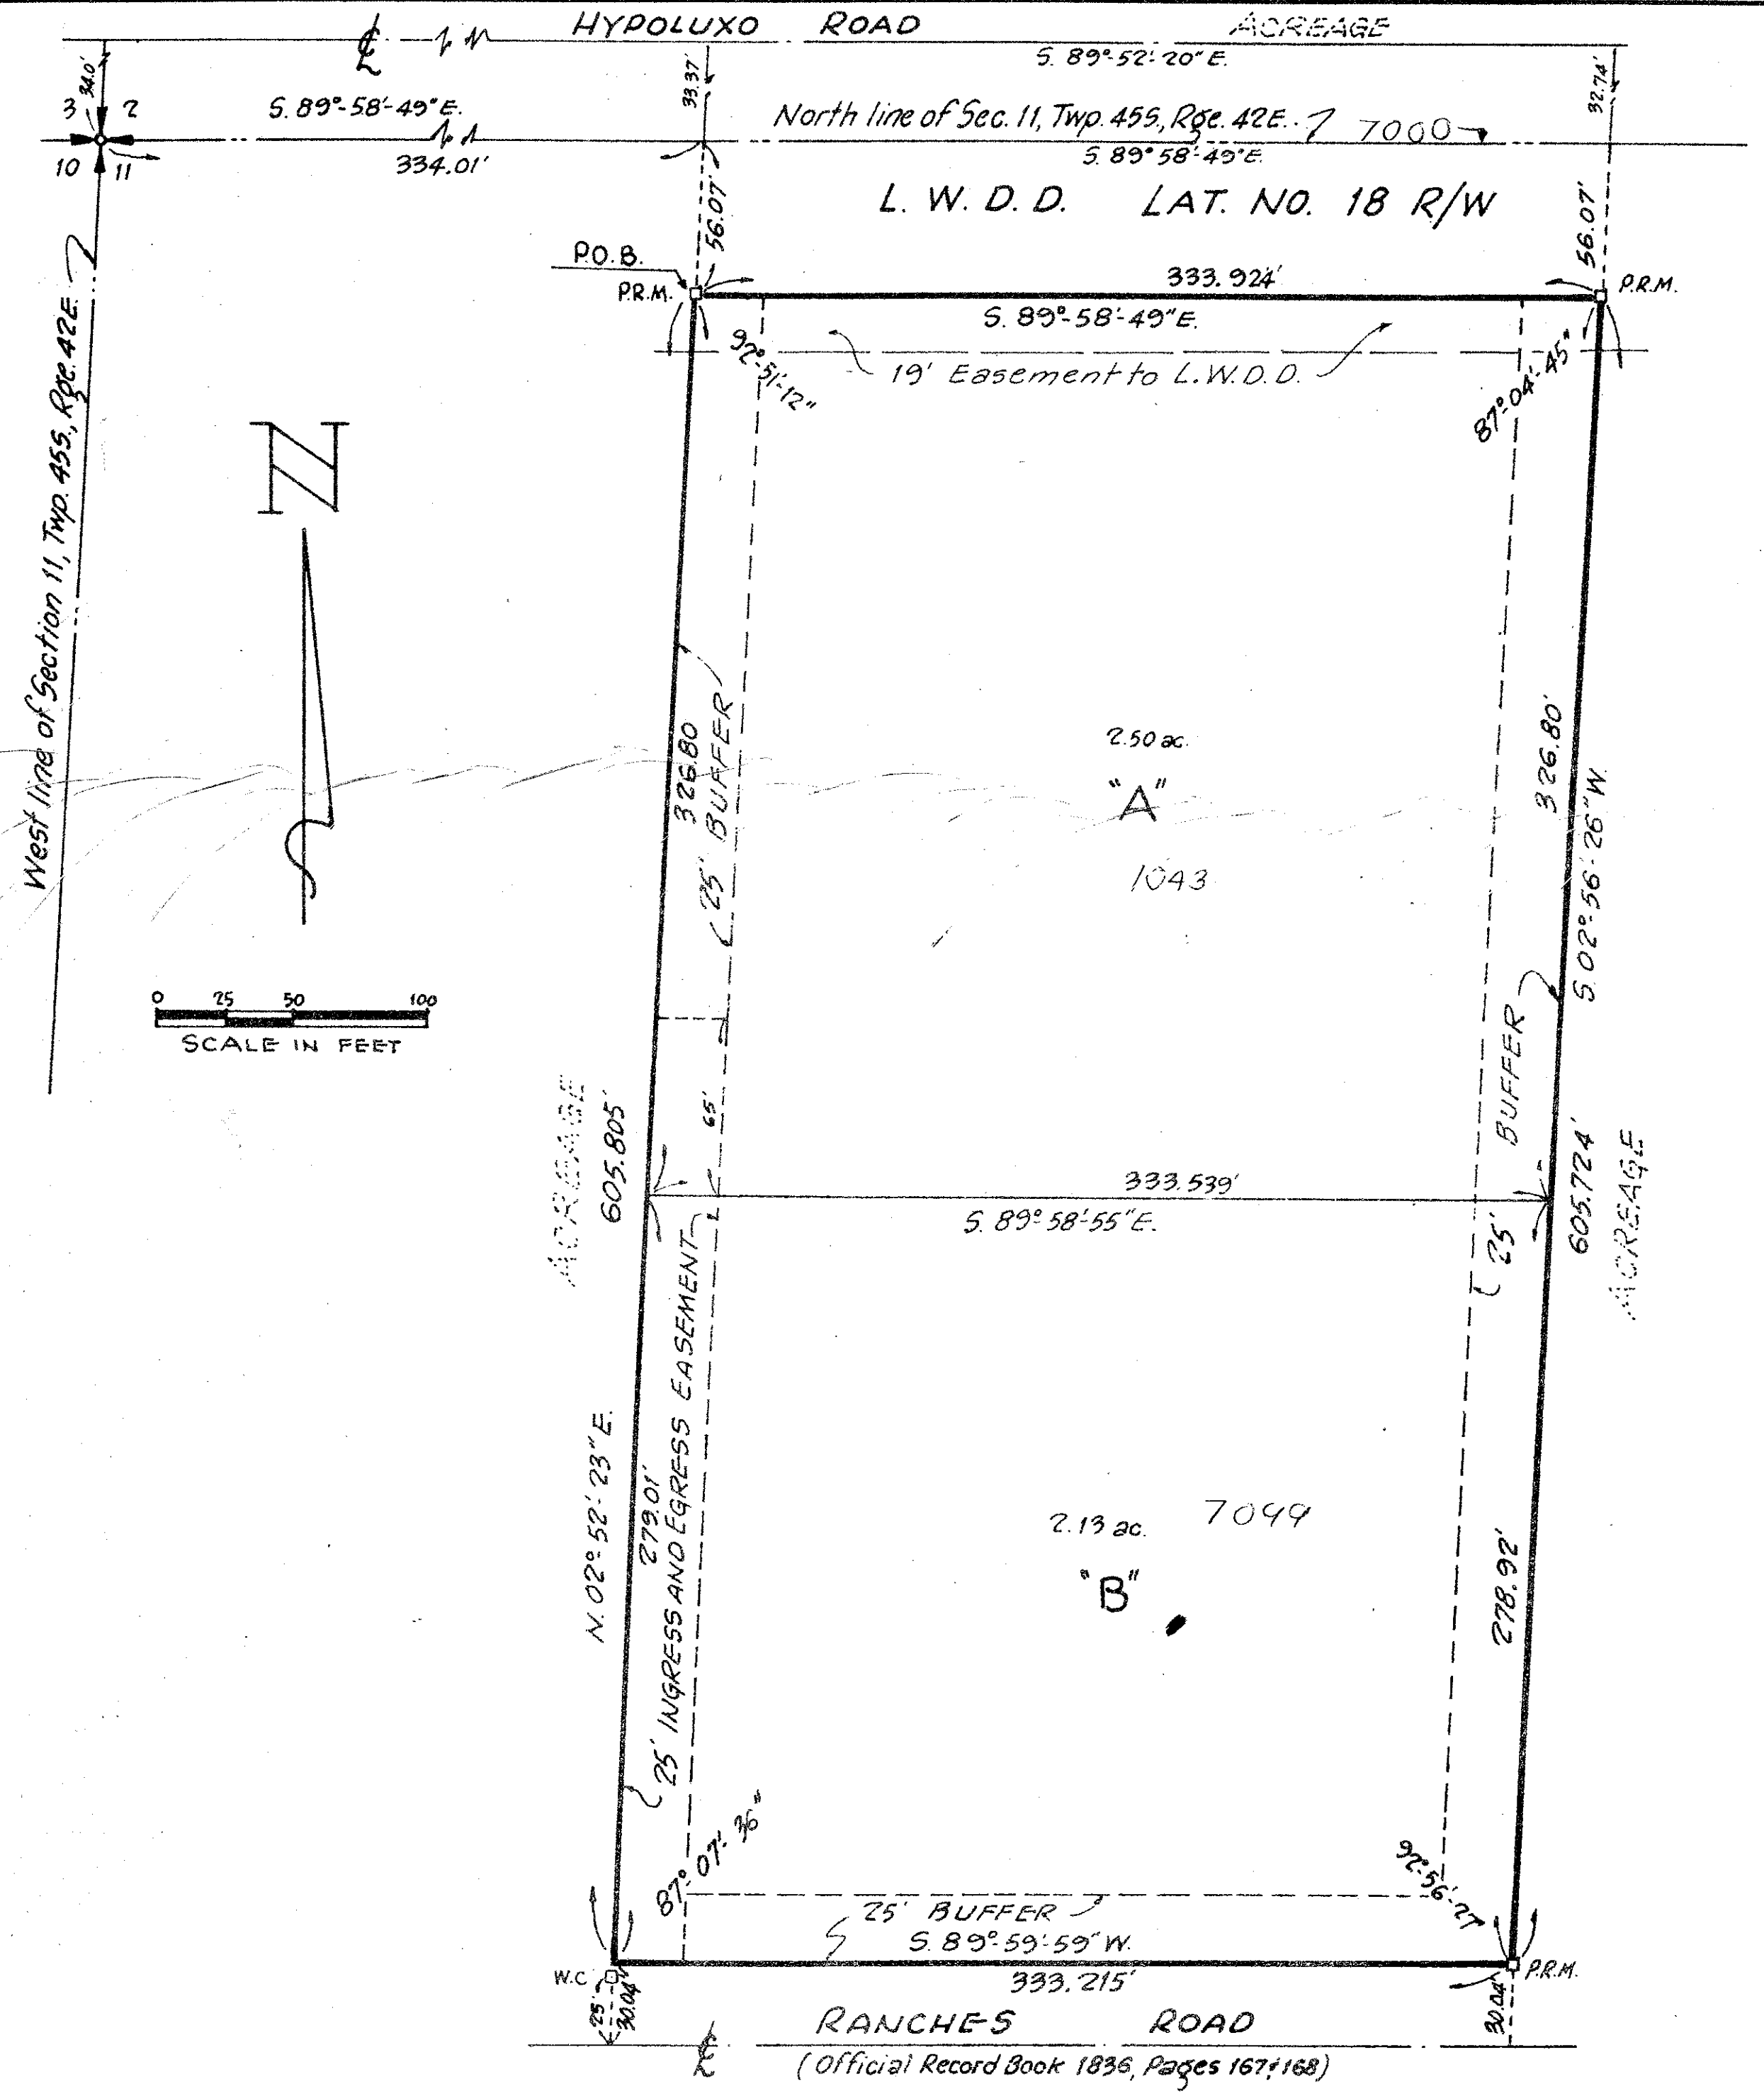 HYPOLUXO ROAD
ACREAGE
S. 89°-52'-20" E.
34.0'
33.37'
32.74'
3 2
10 11
S. 89°-58'-49" E.
334.01'
North line of Sec. 11, Twp. 45S., Rge. 42E.
7000
S. 89° 58'-49" E.
L. W. D. D. LAT. NO. 18 R/W
56.07'
56.07'
P.O.B.
P.R.M.
333.924'
P.R.M.
S. 89°-58'-49" E.
92°-51'-12"
19' Easement to L.W.D.D.
87°-04'-45"
West line of Section 11, Twp. 45S., Rge. 42E.
N
0 25 50 100
SCALE IN FEET
326.80
25' BUFFER
2.50 ac.
"A"
1043
326.80'
S. 02°-56'-26" W.
25' BUFFER
65'
ACREAGE
605.805'
333.539'
S. 89° 58'-55" E.
605.724'
ACREAGE
N. 02°-52'-23" E.
279.01'
25' INGRESS AND EGRESS EASEMENT
2.13 ac.
7099
"B"
278.92'
87°-07'-36"
92°-56'-27
25' BUFFER
S. 89°-59'-59" W.
W.C.
333.215'
P.R.M.
25'
30.04'
30.04'
RANCHES ROAD
(Official Record Book 1836, Pages 167 & 168)